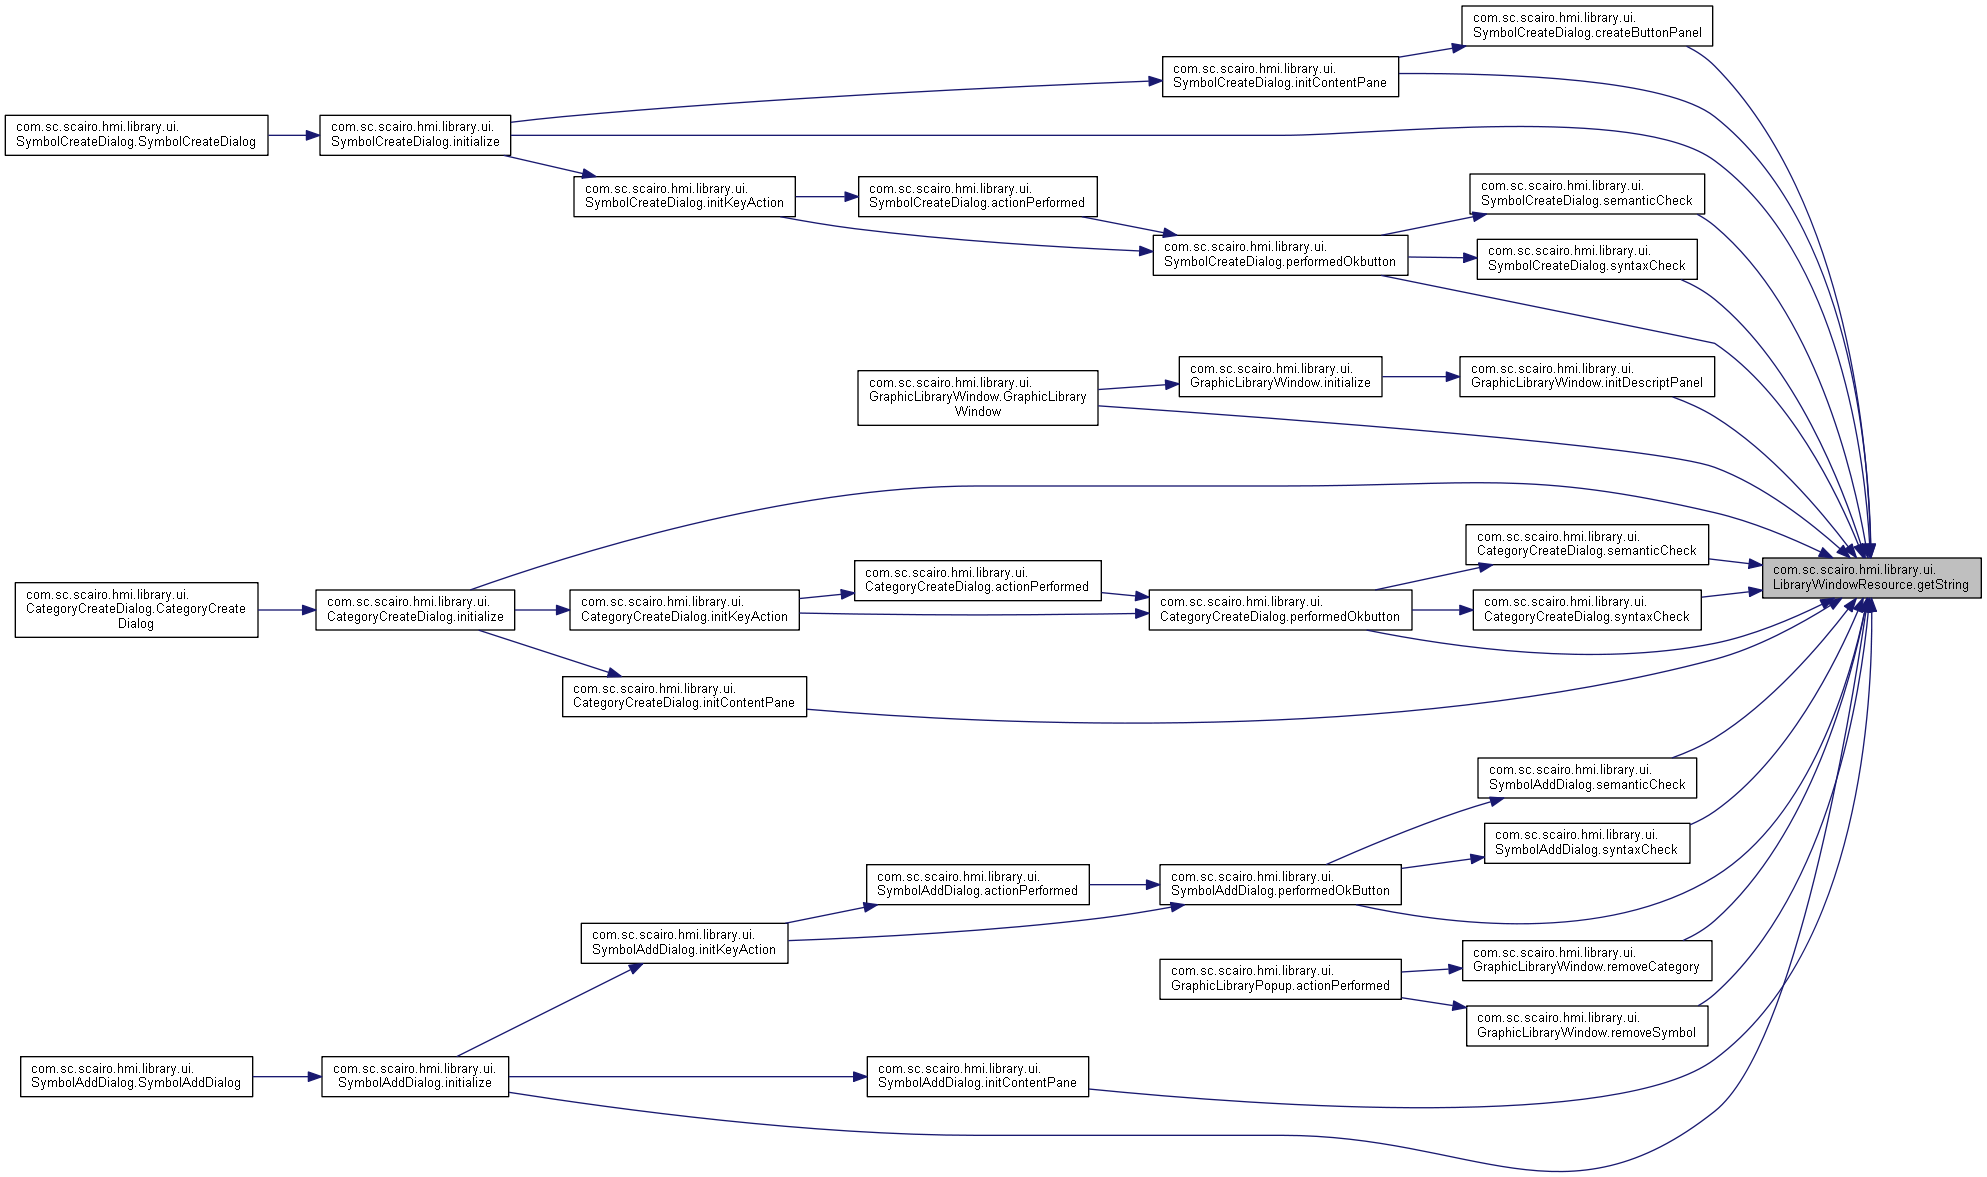 com.sc.scairo.hmi.library.ui.
SymbolCreateDialog.createButtonPanel
com.sc.scairo.hmi.library.ui.
SymbolCreateDialog.initContentPane
com.sc.scairo.hmi.library.ui.
SymbolCreateDialog.SymbolCreateDialog
com.sc.scairo.hmi.library.ui.
SymbolCreateDialog.initialize
com.sc.scairo.hmi.library.ui.
SymbolCreateDialog.initKeyAction
com.sc.scairo.hmi.library.ui.
SymbolCreateDialog.actionPerformed
com.sc.scairo.hmi.library.ui.
SymbolCreateDialog.semanticCheck
com.sc.scairo.hmi.library.ui.
SymbolCreateDialog.performedOkbutton
com.sc.scairo.hmi.library.ui.
SymbolCreateDialog.syntaxCheck
com.sc.scairo.hmi.library.ui.
GraphicLibraryWindow.GraphicLibrary
Window
com.sc.scairo.hmi.library.ui.
GraphicLibraryWindow.initialize
com.sc.scairo.hmi.library.ui.
GraphicLibraryWindow.initDescriptPanel
com.sc.scairo.hmi.library.ui.
CategoryCreateDialog.semanticCheck
com.sc.scairo.hmi.library.ui.
LibraryWindowResource.getString
com.sc.scairo.hmi.library.ui.
CategoryCreateDialog.actionPerformed
com.sc.scairo.hmi.library.ui.
CategoryCreateDialog.CategoryCreate
Dialog
com.sc.scairo.hmi.library.ui.
CategoryCreateDialog.initialize
com.sc.scairo.hmi.library.ui.
CategoryCreateDialog.initKeyAction
com.sc.scairo.hmi.library.ui.
CategoryCreateDialog.performedOkbutton
com.sc.scairo.hmi.library.ui.
CategoryCreateDialog.syntaxCheck
com.sc.scairo.hmi.library.ui.
CategoryCreateDialog.initContentPane
com.sc.scairo.hmi.library.ui.
SymbolAddDialog.semanticCheck
com.sc.scairo.hmi.library.ui.
SymbolAddDialog.syntaxCheck
com.sc.scairo.hmi.library.ui.
SymbolAddDialog.actionPerformed
com.sc.scairo.hmi.library.ui.
SymbolAddDialog.performedOkButton
com.sc.scairo.hmi.library.ui.
SymbolAddDialog.initKeyAction
com.sc.scairo.hmi.library.ui.
GraphicLibraryWindow.removeCategory
com.sc.scairo.hmi.library.ui.
GraphicLibraryPopup.actionPerformed
com.sc.scairo.hmi.library.ui.
GraphicLibraryWindow.removeSymbol
com.sc.scairo.hmi.library.ui.
SymbolAddDialog.SymbolAddDialog
com.sc.scairo.hmi.library.ui.
SymbolAddDialog.initialize
com.sc.scairo.hmi.library.ui.
SymbolAddDialog.initContentPane